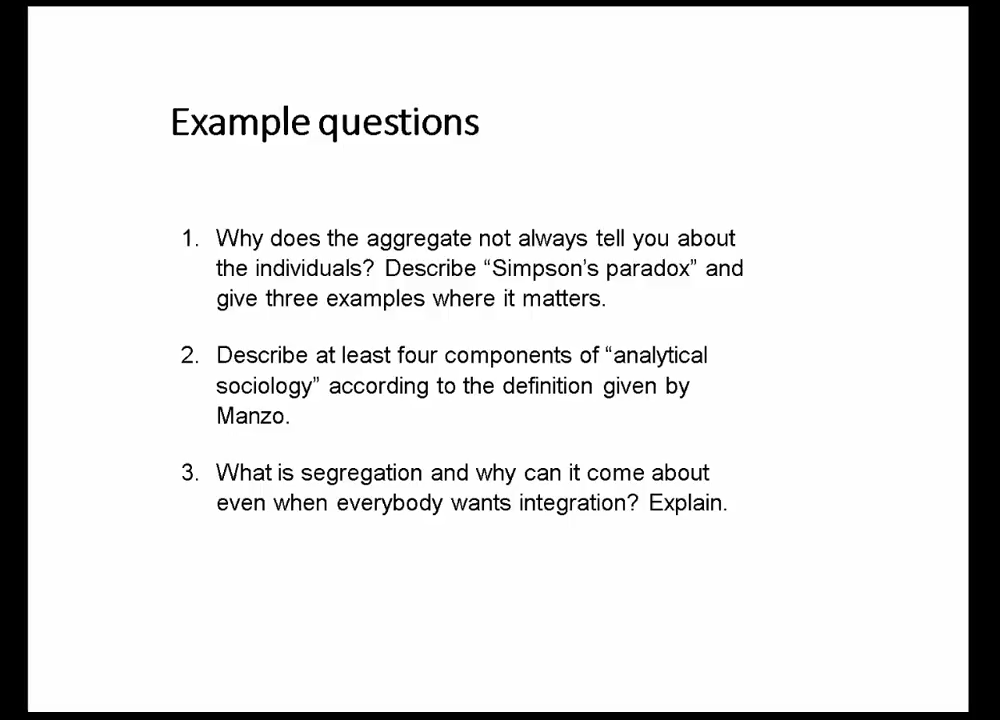 Example questions
1. Why does the aggregate not always tell you about
the individuals? Describe “Simpson’s paradox” and
give three examples where it matters.
2. Describe at least four components of “analytical
sociology” according to the definition given by
Manzo.
3. What is segregation and why can it come about
even when everybody wants integration? Explain.